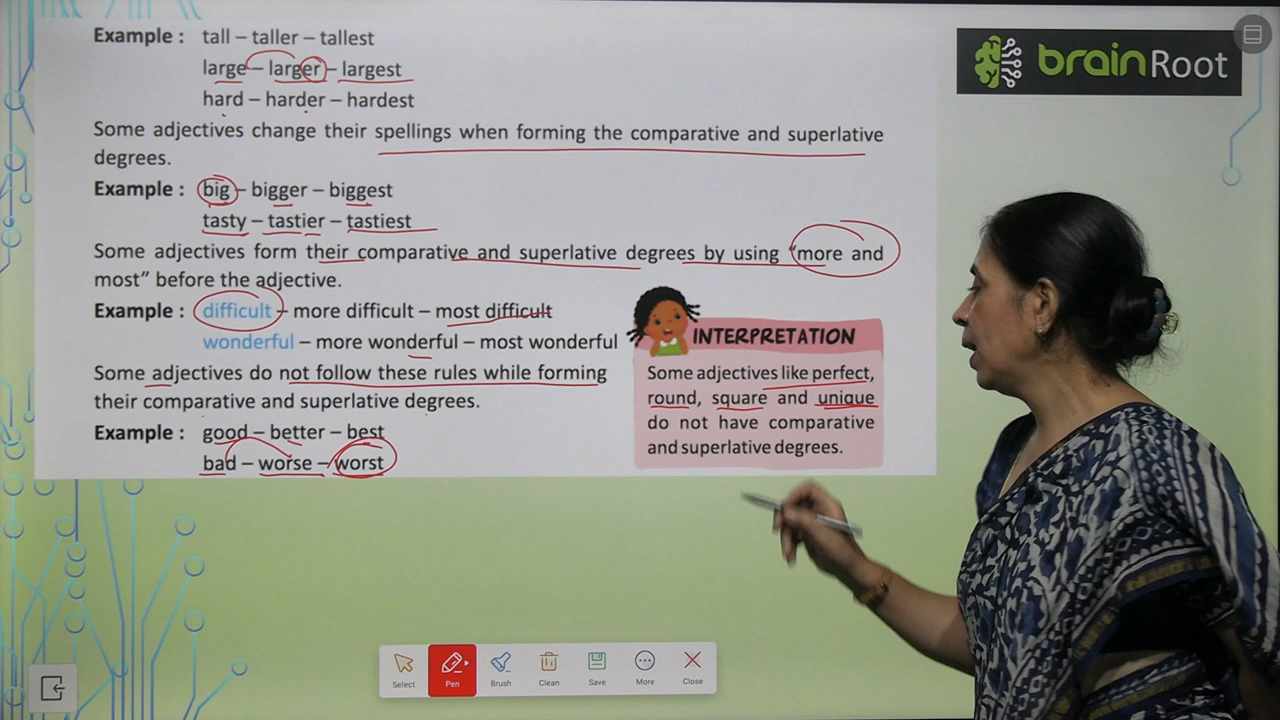 Example : tall – taller – tallest
large – larger – largest
hard – harder – hardest
Some adjectives change their spellings when forming the comparative and superlative
degrees.
Example : big – bigger – biggest
tasty – tastier – tastiest
Some adjectives form their comparative and superlative degrees by using “more and
most” before the adjective.
Example : difficult – more difficult – most difficult
wonderful – more wonderful – most wonderful
Some adjectives do not follow these rules while forming
their comparative and superlative degrees.
Example : good – better – best
bad – worse – worst
INTERPRETATION
Some adjectives like perfect,
round, square and unique
do not have comparative
and superlative degrees.
brainRoot
Select Pen Brush Clean Save More Close